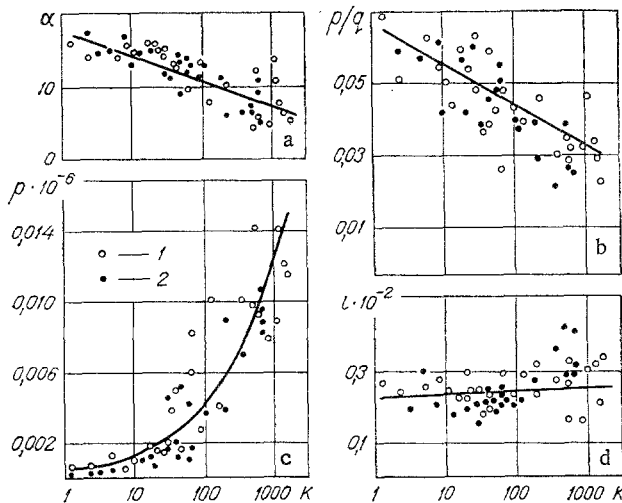 α
10
0
a
p/q
0,05
0,03
0,01
b
p·10⁻⁶
0,014
0,010
0,006
0,002
○ — 1
● — 2
c
1 10 100 1000 K
ι·10⁻²
0,3
0,1
d
1 10 100 1000 K